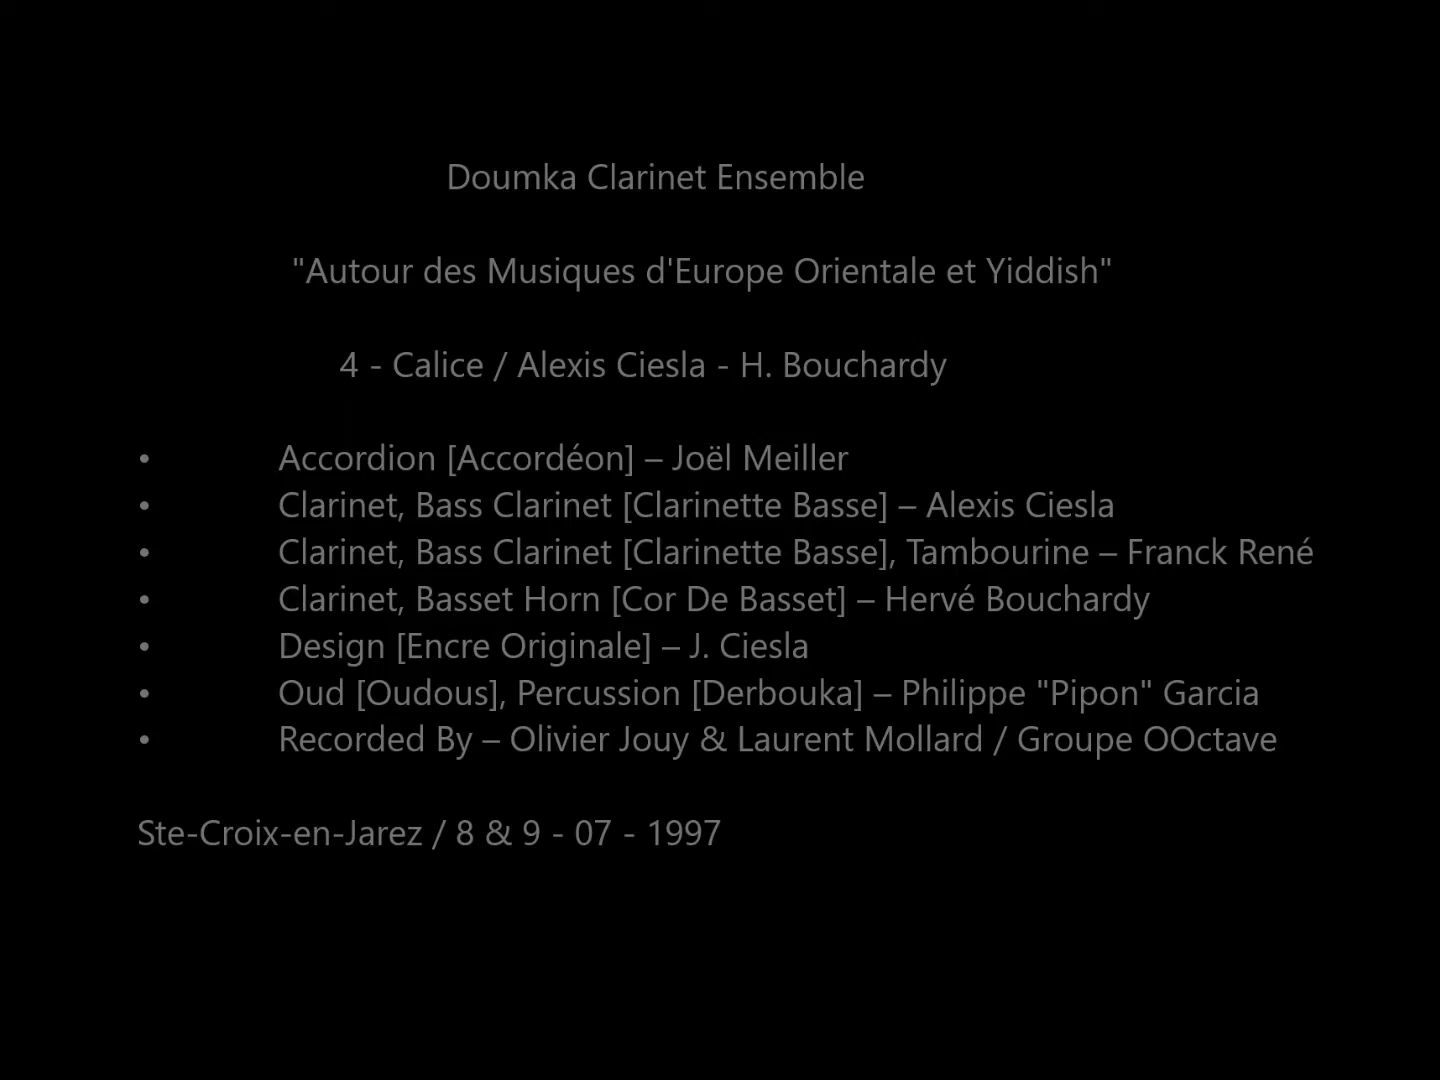 Doumka Clarinet Ensemble
"Autour des Musiques d'Europe Orientale et Yiddish"
4 - Calice / Alexis Ciesla - H. Bouchardy
• Accordion [Accordéon] – Joël Meiller
• Clarinet, Bass Clarinet [Clarinette Basse] – Alexis Ciesla
• Clarinet, Bass Clarinet [Clarinette Basse], Tambourine – Franck René
• Clarinet, Basset Horn [Cor De Basset] – Hervé Bouchardy
• Design [Encre Originale] – J. Ciesla
• Oud [Oudous], Percussion [Derbouka] – Philippe "Pipon" Garcia
• Recorded By – Olivier Jouy & Laurent Mollard / Groupe OOctave
Ste-Croix-en-Jarez / 8 & 9 - 07 - 1997